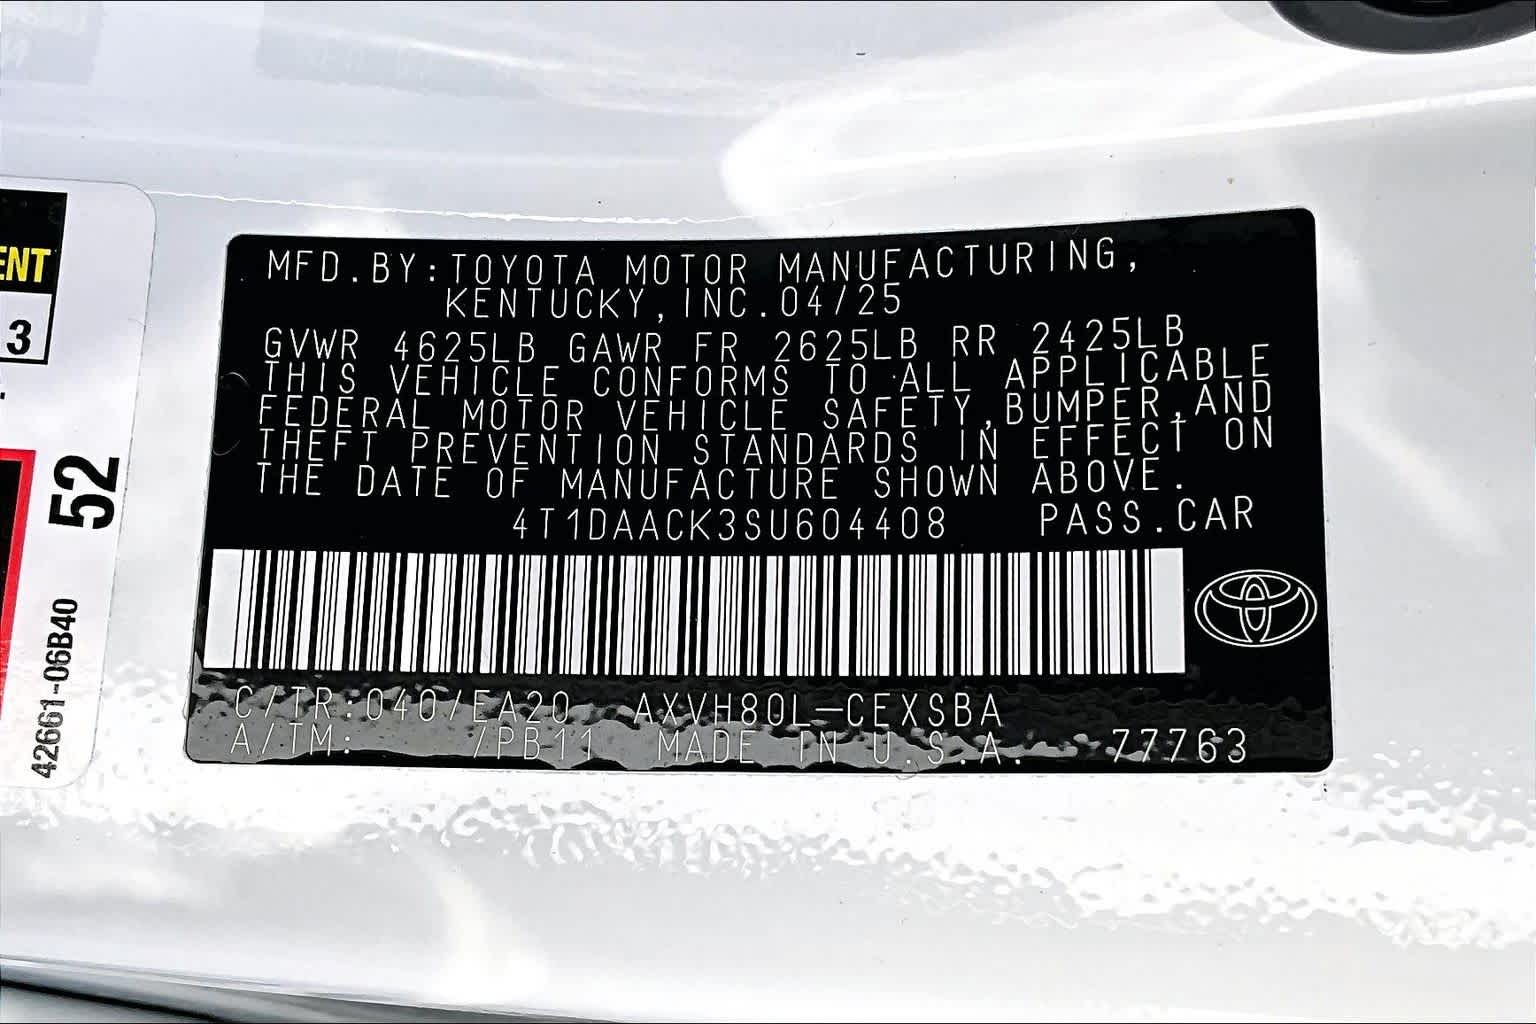 ENT
3
52
42661-06B40
MFD.BY:TOYOTA MOTOR MANUFACTURING,
KENTUCKY,INC.04/25
GVWR 4625LB GAWR FR 2625LB RR 2425LB
THIS VEHICLE CONFORMS TO ALL APPLICABLE
FEDERAL MOTOR VEHICLE SAFETY,BUMPER,AND
THEFT PREVENTION STANDARDS IN EFFECT ON
THE DATE OF MANUFACTURE SHOWN ABOVE.
4T1DAACK3SU604408 PASS.CAR
C/TR:040/EA20 AXVH80L-CEXSBA
A/TM: 7PB11 MADE IN U.S.A. 77763